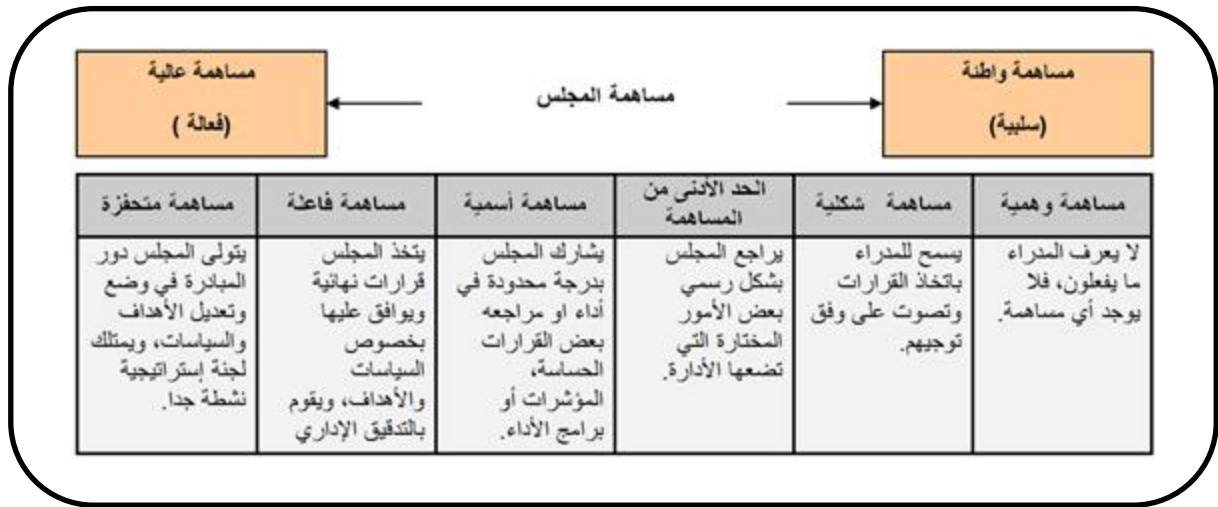 مساهمة واطئة
(سلبية)
مساهمة المجلس
مساهمة عالية
(فعالة )
مساهمة وهمية
لا يعرف المدراء
ما يفعلون، فلا
يوجد أي مساهمة.
مساهمة شكلية
يسمح للمدراء
باتخاذ القرارات
وتصوت على وفق
توجيهم.
الحد الأدنى من
المساهمة
يراجع المجلس
بشكل رسمي
بعض الأمور
المختارة التي
تضعها الأدارة.
مساهمة أسمية
يشارك المجلس
بدرجة محدودة في
أداء او مراجعه
بعض القرارات
الحساسة،
المؤشرات أو
برامج الأداء.
مساهمة فاعلة
يتخذ المجلس
قرارات نهائية
ويوافق عليها
بخصوص
السياسات
والأهداف، ويقوم
بالتدقيق الإداري
مساهمة متحفزة
يتولى المجلس دور
المبادرة في وضع
وتعديل الأهداف
والسياسات، ويمتلك
لجنة إستراتيجية
نشطة جدا.